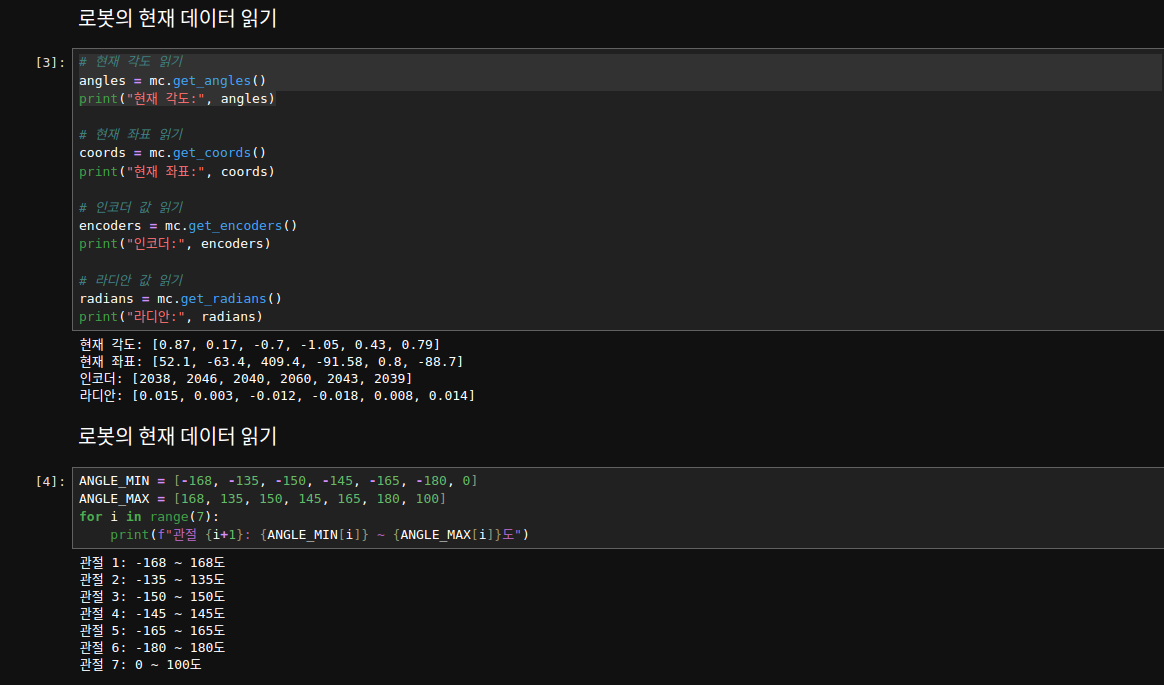 로봇의 현재 데이터 읽기
[3]:
# 현재 각도 읽기
angles = mc.get_angles()
print("현재 각도:", angles)
# 현재 좌표 읽기
coords = mc.get_coords()
print("현재 좌표:", coords)
# 인코더 값 읽기
encoders = mc.get_encoders()
print("인코더:", encoders)
# 라디안 값 읽기
radians = mc.get_radians()
print("라디안:", radians)
현재 각도: [0.87, 0.17, -0.7, -1.05, 0.43, 0.79]
현재 좌표: [52.1, -63.4, 409.4, -91.58, 0.8, -88.7]
인코더: [2038, 2046, 2040, 2060, 2043, 2039]
라디안: [0.015, 0.003, -0.012, -0.018, 0.008, 0.014]
로봇의 현재 데이터 읽기
[4]:
ANGLE_MIN = [-168, -135, -150, -145, -165, -180, 0]
ANGLE_MAX = [168, 135, 150, 145, 165, 180, 100]
for i in range(7):
    print(f"관절 {i+1}: {ANGLE_MIN[i]} ~ {ANGLE_MAX[i]}도")
관절 1: -168 ~ 168도
관절 2: -135 ~ 135도
관절 3: -150 ~ 150도
관절 4: -145 ~ 145도
관절 5: -165 ~ 165도
관절 6: -180 ~ 180도
관절 7: 0 ~ 100도